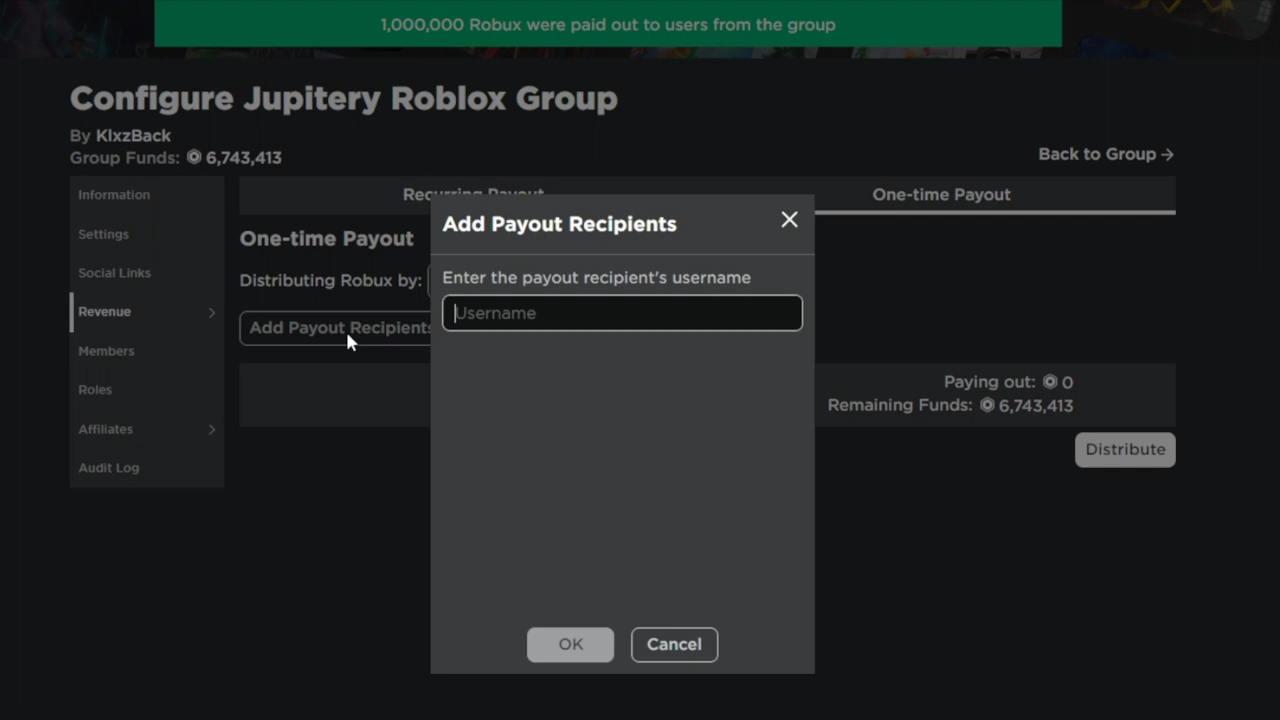 1,000,000 Robux were paid out to users from the group
Configure Jupitery Roblox Group
By KlxzBack
Group Funds: 6,743,413
Back to Group →
Information
Settings
Social Links
Revenue
Members
Roles
Affiliates
Audit Log
Recurring Payout
One-time Payout
One-time Payout
Distributing Robux by:
Add Payout Recipients
Paying out: 0
Remaining Funds: 6,743,413
Distribute
Add Payout Recipients
Enter the payout recipient's username
Username
OK
Cancel